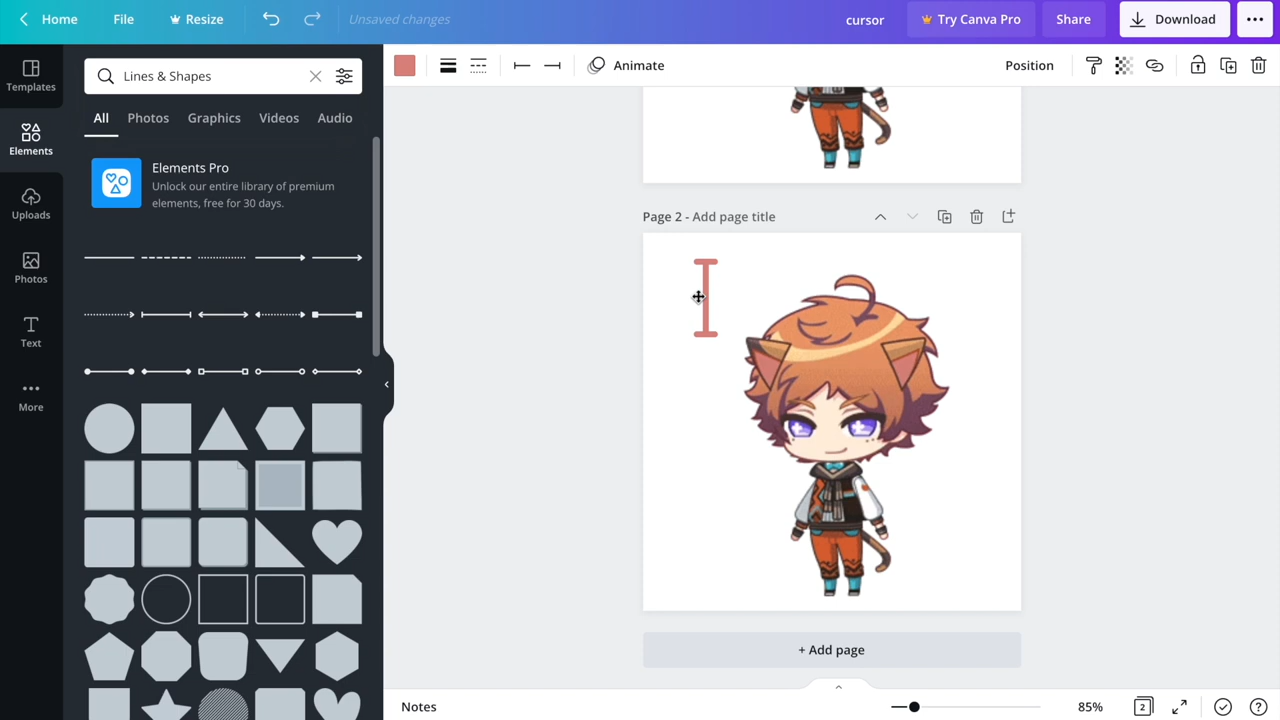 Home File Resize Unsaved changes cursor Try Canva Pro Share Download
Templates
Elements
Uploads
Photos
Text
More
Lines & Shapes
All Photos Graphics Videos Audio
Elements Pro
Unlock our entire library of premium
elements, free for 30 days.
Animate Position
Page 2 - Add page title
+ Add page
Notes 85% 2